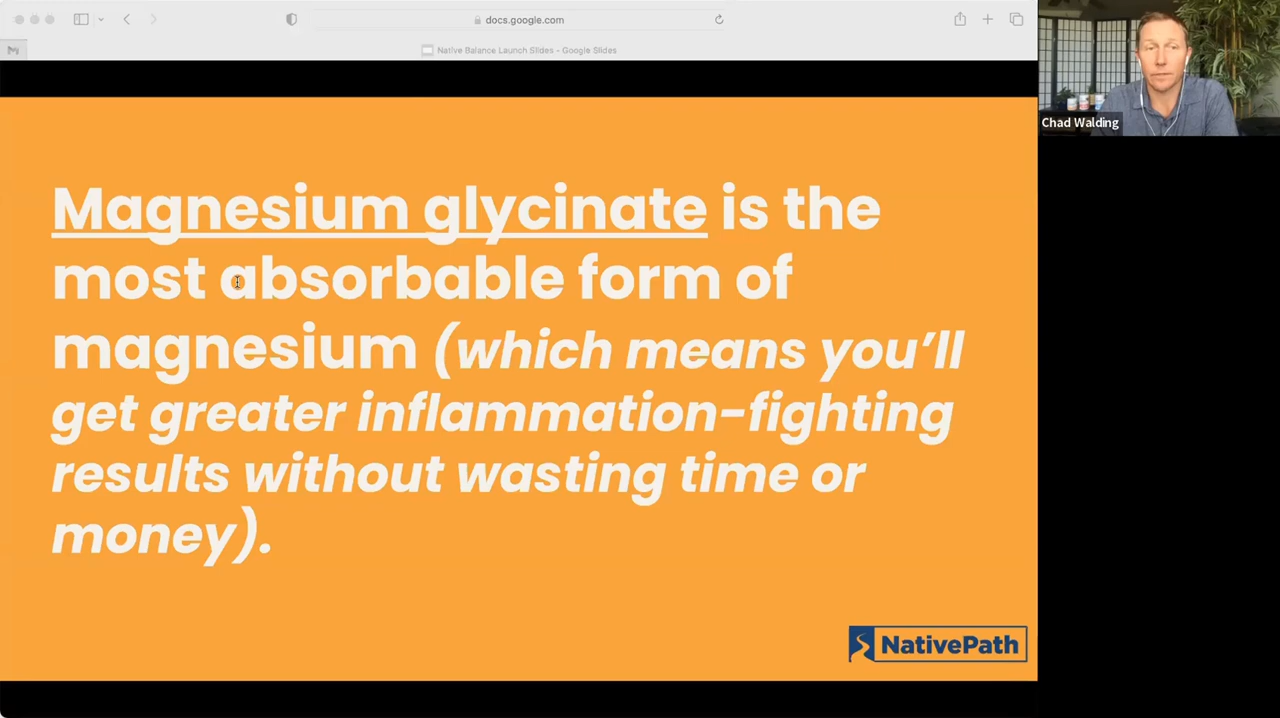 docs.google.com
Native Balance Launch Slides - Google Slides
Chad Walding
Magnesium glycinate is the
most absorbable form of
magnesium (which means you’ll
get greater inflammation-fighting
results without wasting time or
money).
NativePath